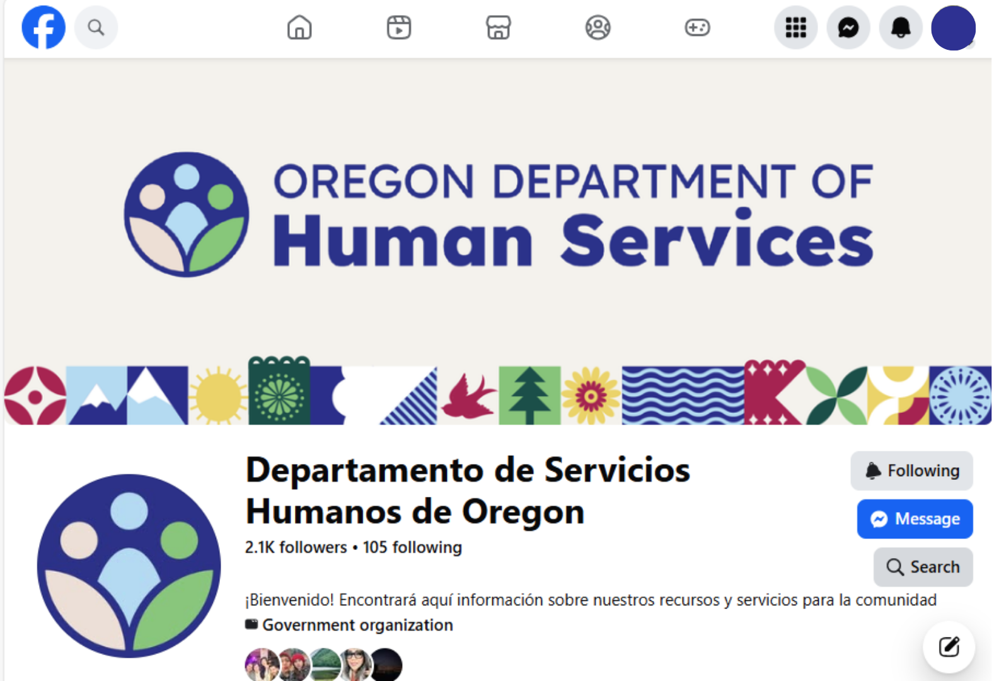 OREGON DEPARTMENT OF
Human Services
Departamento de Servicios
Humanos de Oregon
2.1K followers • 105 following
¡Bienvenido! Encontrará aquí información sobre nuestros recursos y servicios para la comunidad
Government organization
Following
Message
Search